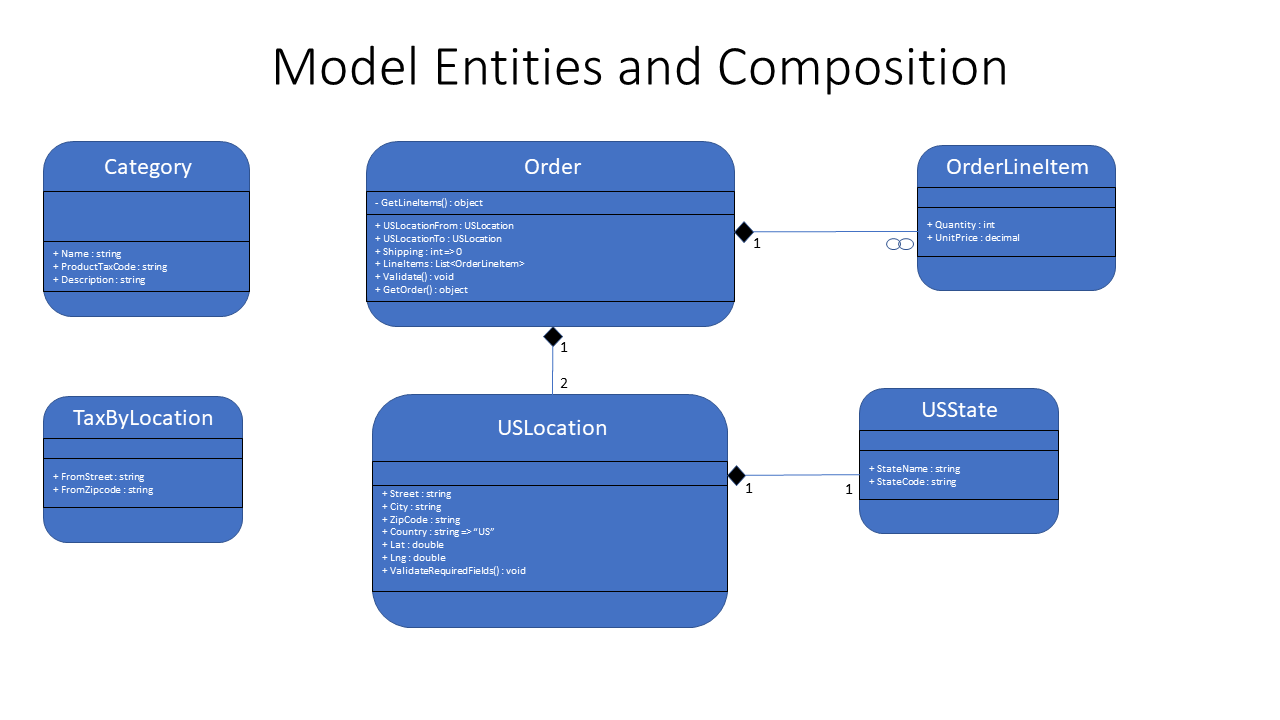 Model Entities and Composition
Category
+ Name : string
+ ProductTaxCode : string
+ Description : string
Order
- GetLineItems() : object
+ USLocationFrom : USLocation
+ USLocationTo : USLocation
+ Shipping : int => 0
+ LineItems : List<OrderLineItem>
+ Validate() : void
+ GetOrder() : object
1
OrderLineItem
+ Quantity : int
+ UnitPrice : decimal
1
2
TaxByLocation
+ FromStreet : string
+ FromZipcode : string
USLocation
+ Street : string
+ City : string
+ ZipCode : string
+ Country : string => “US”
+ Lat : double
+ Lng : double
+ ValidateRequiredFields() : void
1
1
USState
+ StateName : string
+ StateCode : string